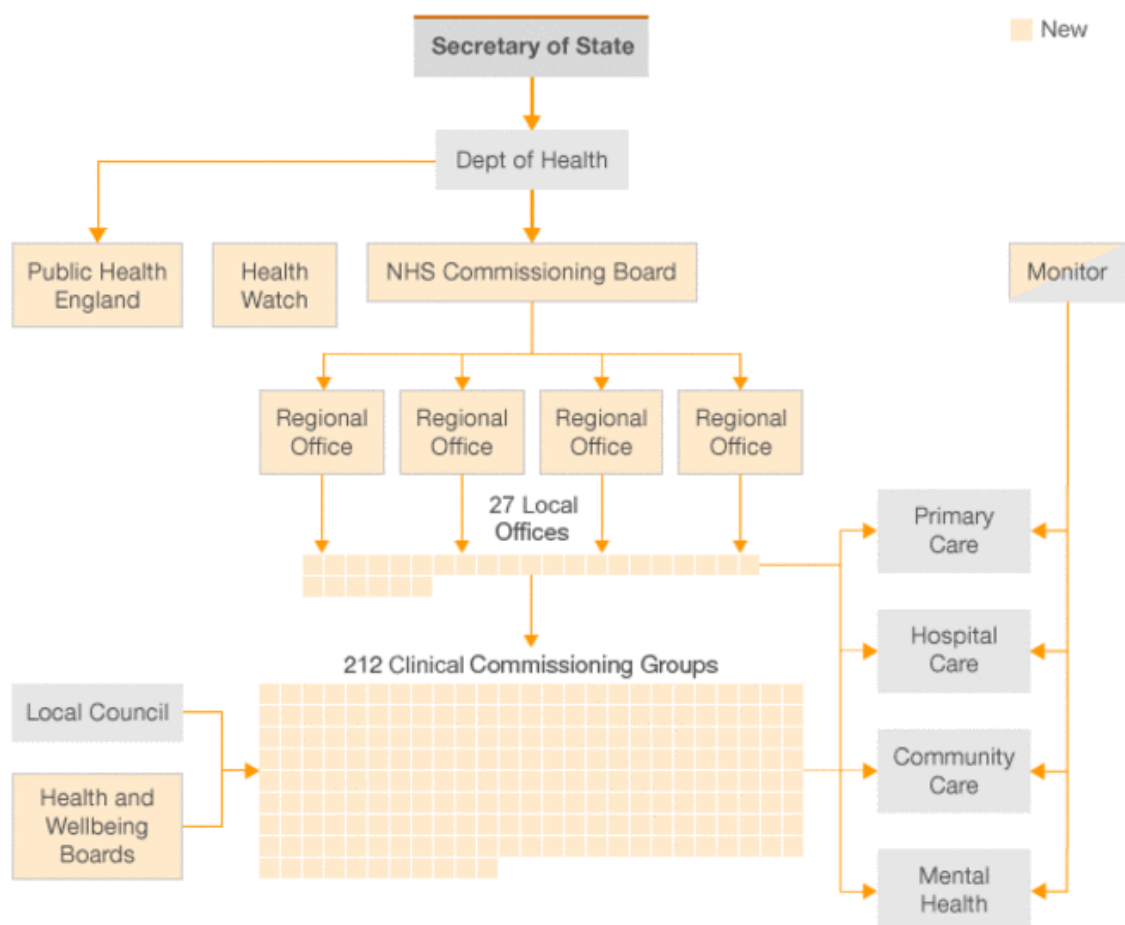 Secretary of State
New
Dept of Health
Public Health
England
Health
Watch
NHS Commissioning Board
Monitor
Regional
Office
Regional
Office
Regional
Office
Regional
Office
27 Local
Offices
Primary
Care
Hospital
Care
212 Clinical Commissioning Groups
Local Council
Community
Care
Health and
Wellbeing
Boards
Mental
Health